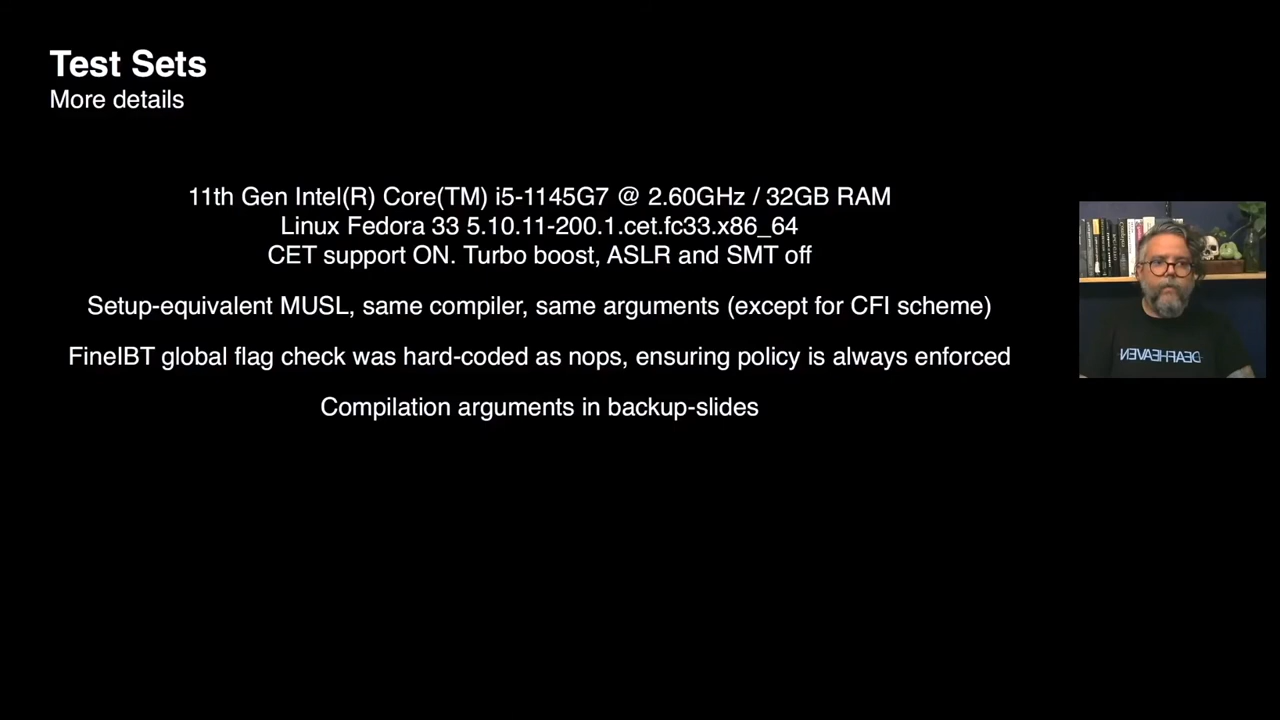 Test Sets
More details
11th Gen Intel(R) Core(TM) i5-1145G7 @ 2.60GHz / 32GB RAM
Linux Fedora 33 5.10.11-200.1.cet.fc33.x86_64
CET support ON. Turbo boost, ASLR and SMT off
Setup-equivalent MUSL, same compiler, same arguments (except for CFI scheme)
FineIBT global flag check was hard-coded as nops, ensuring policy is always enforced
Compilation arguments in backup-slides
DEAFHEAVEN